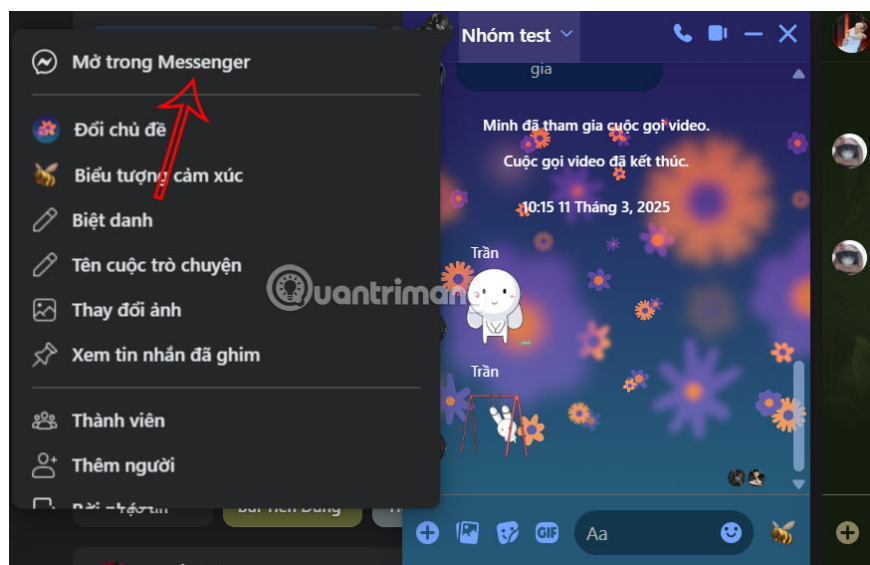 Mở trong Messenger
Đổi chủ đề
Biểu tượng cảm xúc
Biệt danh
Tên cuộc trò chuyện
Thay đổi ảnh
Xem tin nhắn đã ghim
Thành viên
Thêm người
Nhóm test
gia
Minh đã tham gia cuộc gọi video.
Cuộc gọi video đã kết thúc.
10:15 11 Tháng 3, 2025
Trần
Trần
GIF
Aa
Quantrimang